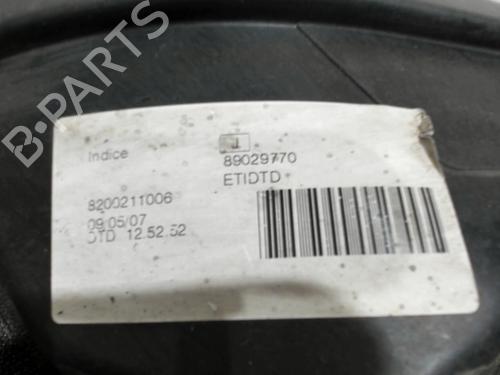 B-PARTS
Indice
J
89029770
ETIDTD
8200211006
09/05/07
DTD 12.52.52